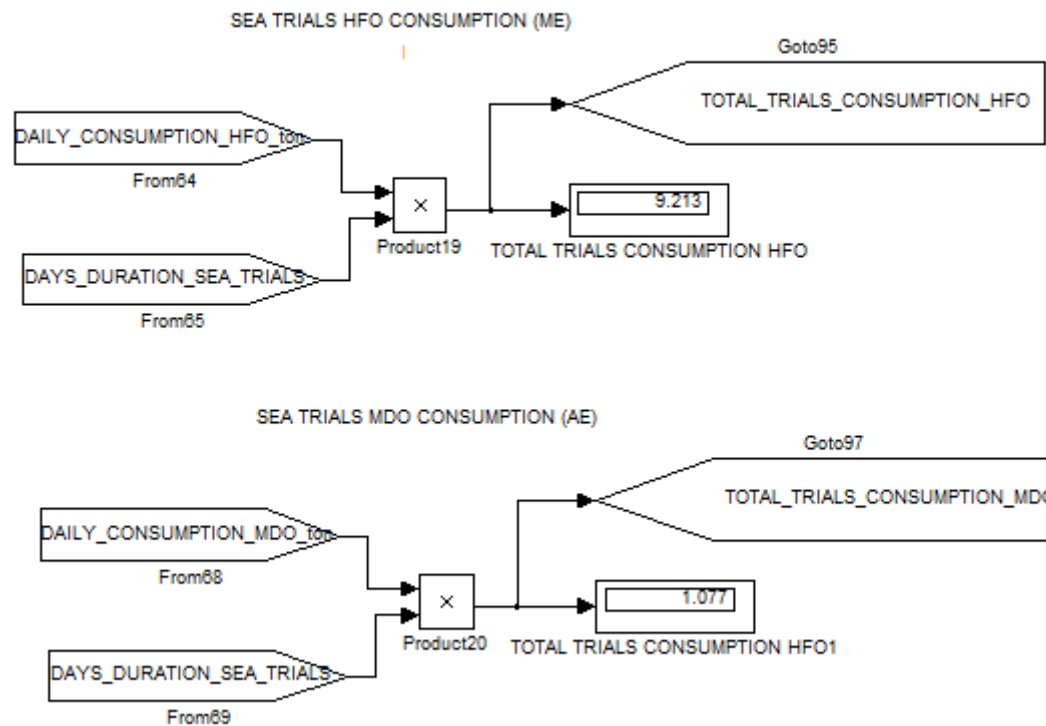 SEA TRIALS HFO CONSUMPTION (ME)
Goto95
TOTAL_TRIALS_CONSUMPTION_HFO
DAILY_CONSUMPTION_HFO_ton
From64
×
9.213
Product19
TOTAL TRIALS CONSUMPTION HFO
DAYS_DURATION_SEA_TRIALS
From65
SEA TRIALS MDO CONSUMPTION (AE)
Goto97
TOTAL_TRIALS_CONSUMPTION_MDO
DAILY_CONSUMPTION_MDO_ton
From68
×
1.077
Product20
TOTAL TRIALS CONSUMPTION HFO1
DAYS_DURATION_SEA_TRIALS
From69